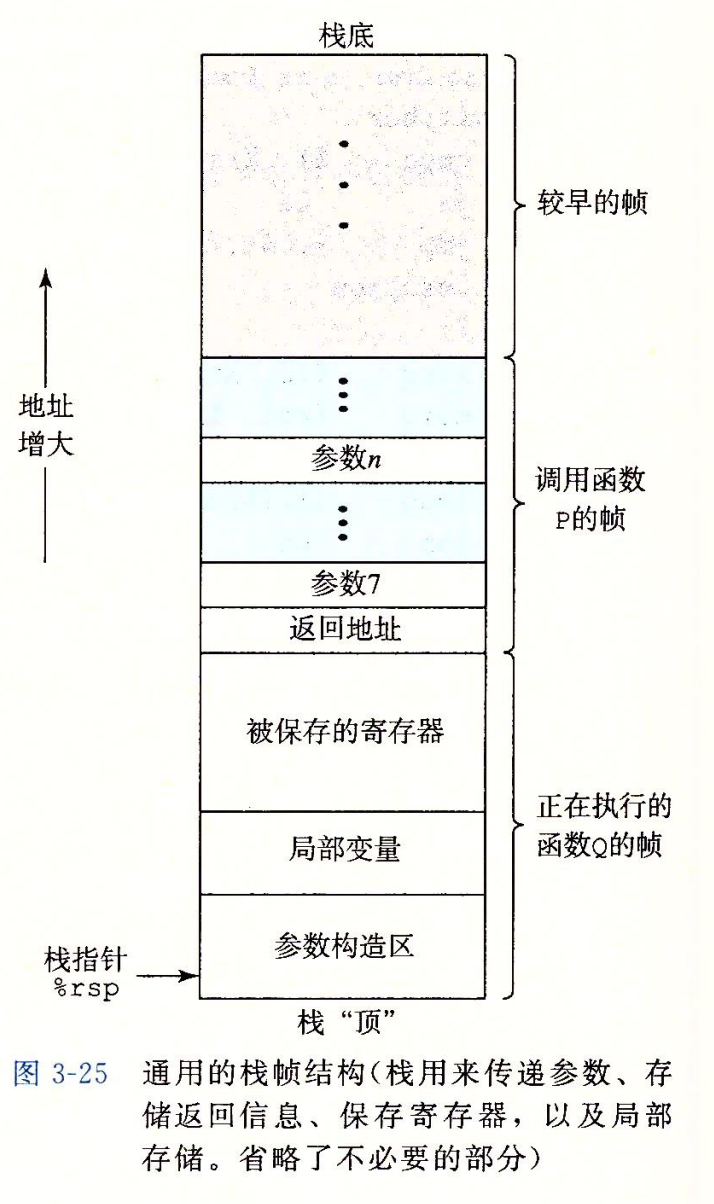 栈底
较早的帧
地址
增大
参数n
调用函数
P的帧
参数7
返回地址
被保存的寄存器
正在执行的
函数Q的帧
局部变量
参数构造区
栈指针
%rsp
栈“顶”
图 3-25 通用的栈帧结构(栈用来传递参数、存
储返回信息、保存寄存器，以及局部
存储。省略了不必要的部分)